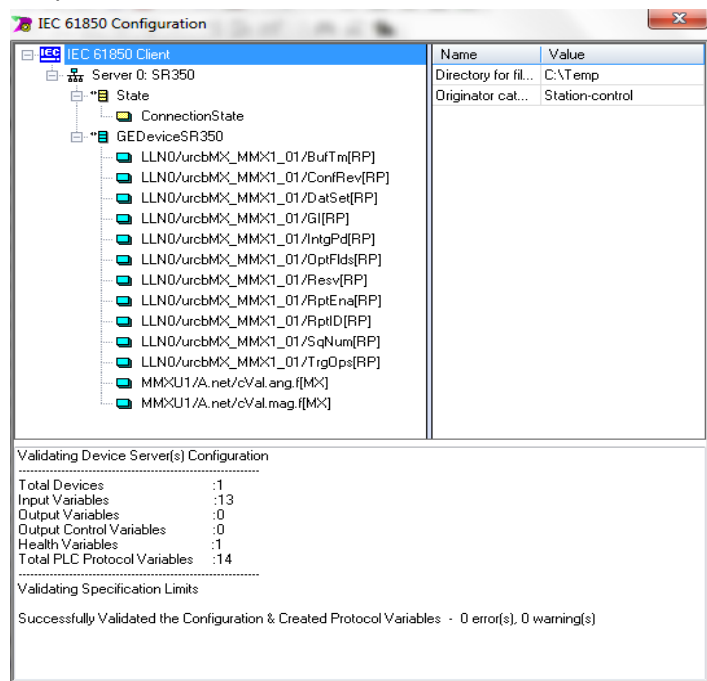 IEC 61850 Configuration
IEC IEC 61850 Client
Server 0: SR350
State
ConnectionState
GEDeviceSR350
LLN0/urcbMX_MMX1_01/BufTm[RP]
LLN0/urcbMX_MMX1_01/ConfRev[RP]
LLN0/urcbMX_MMX1_01/DatSet[RP]
LLN0/urcbMX_MMX1_01/GI[RP]
LLN0/urcbMX_MMX1_01/IntgPd[RP]
LLN0/urcbMX_MMX1_01/OptFlds[RP]
LLN0/urcbMX_MMX1_01/Resv[RP]
LLN0/urcbMX_MMX1_01/RptEna[RP]
LLN0/urcbMX_MMX1_01/RptID[RP]
LLN0/urcbMX_MMX1_01/SqNum[RP]
LLN0/urcbMX_MMX1_01/TrgOps[RP]
MMXU1/A.net/cVal.ang.f[MX]
MMXU1/A.net/cVal.mag.f[MX]
Name Value
Directory for fil... C:\Temp
Originator cat... Station-control
Validating Device Server(s) Configuration
Total Devices :1
Input Variables :13
Output Variables :0
Output Control Variables :0
Health Variables :1
Total PLC Protocol Variables :14
Validating Specification Limits
Successfully Validated the Configuration & Created Protocol Variables - 0 error(s), 0 warning(s)